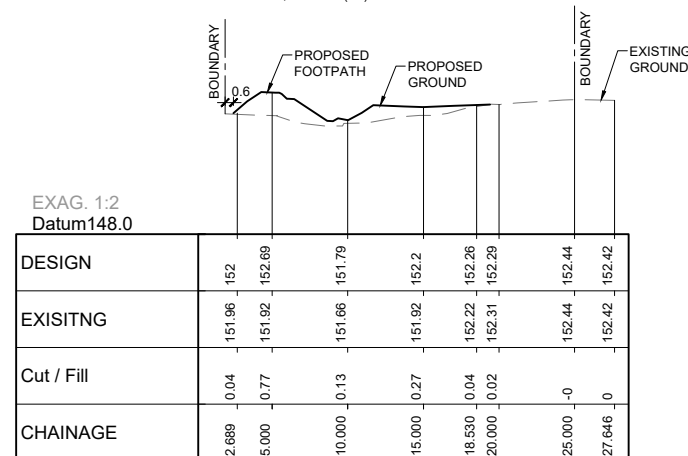 BOUNDARY
0.6
PROPOSED
FOOTPATH
PROPOSED
GROUND
BOUNDARY
EXISTING
GROUND
EXAG. 1:2
Datum148.0
DESIGN 152 152.69 151.79 152.2 152.26 152.29 152.44 152.42
EXISITNG 151.96 151.92 151.66 151.92 152.22 152.31 152.44 152.42
Cut / Fill 0.04 0.77 0.13 0.27 0.04 0.02 -0 0
CHAINAGE 2.689 5.000 10.000 15.000 18.530 20.000 25.000 27.646